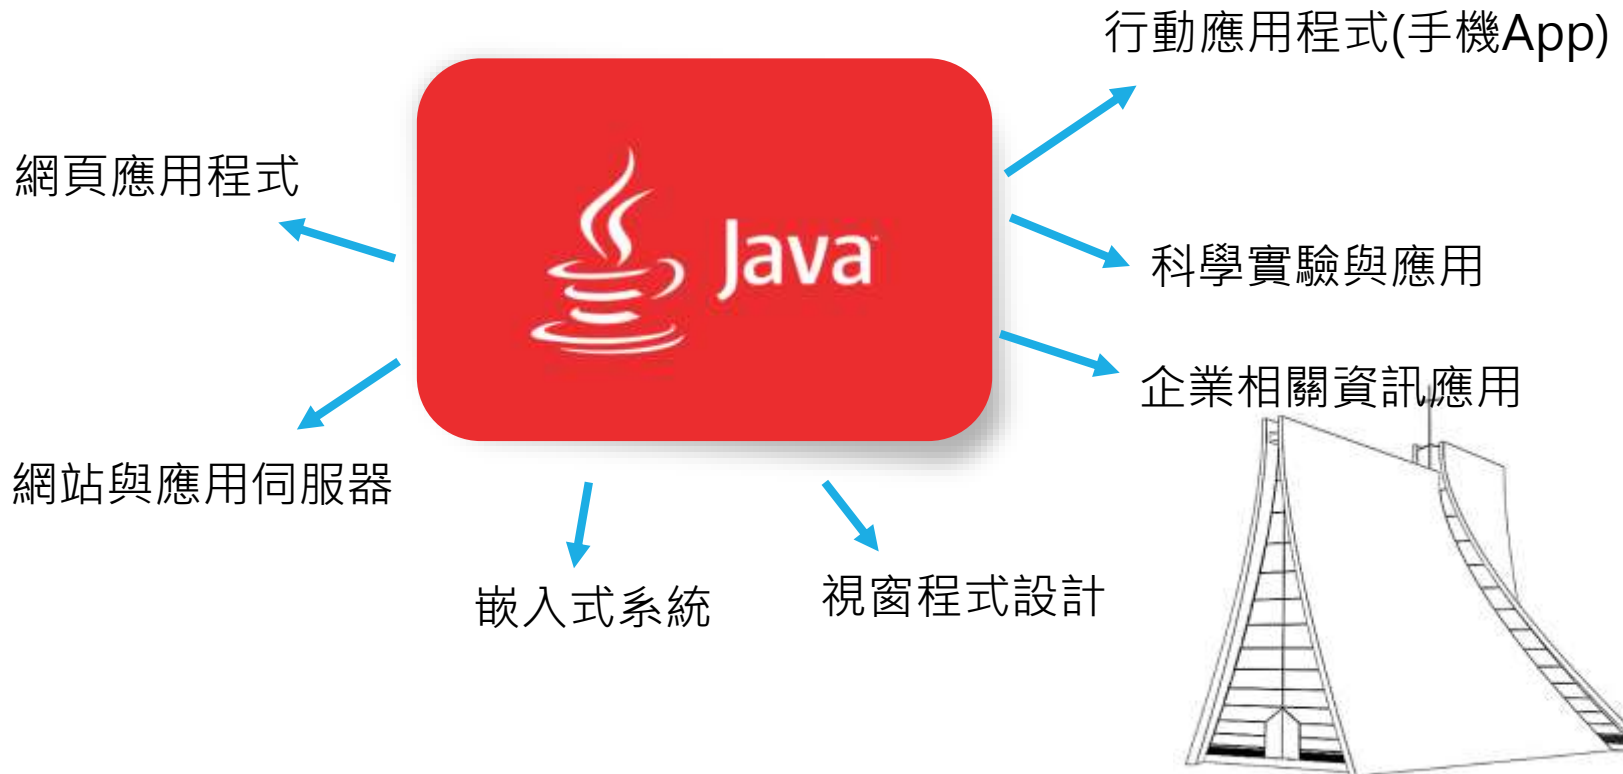 行動應用程式(手機App)
網頁應用程式
Java
科學實驗與應用
企業相關資訊應用
網站與應用伺服器
嵌入式系統
視窗程式設計